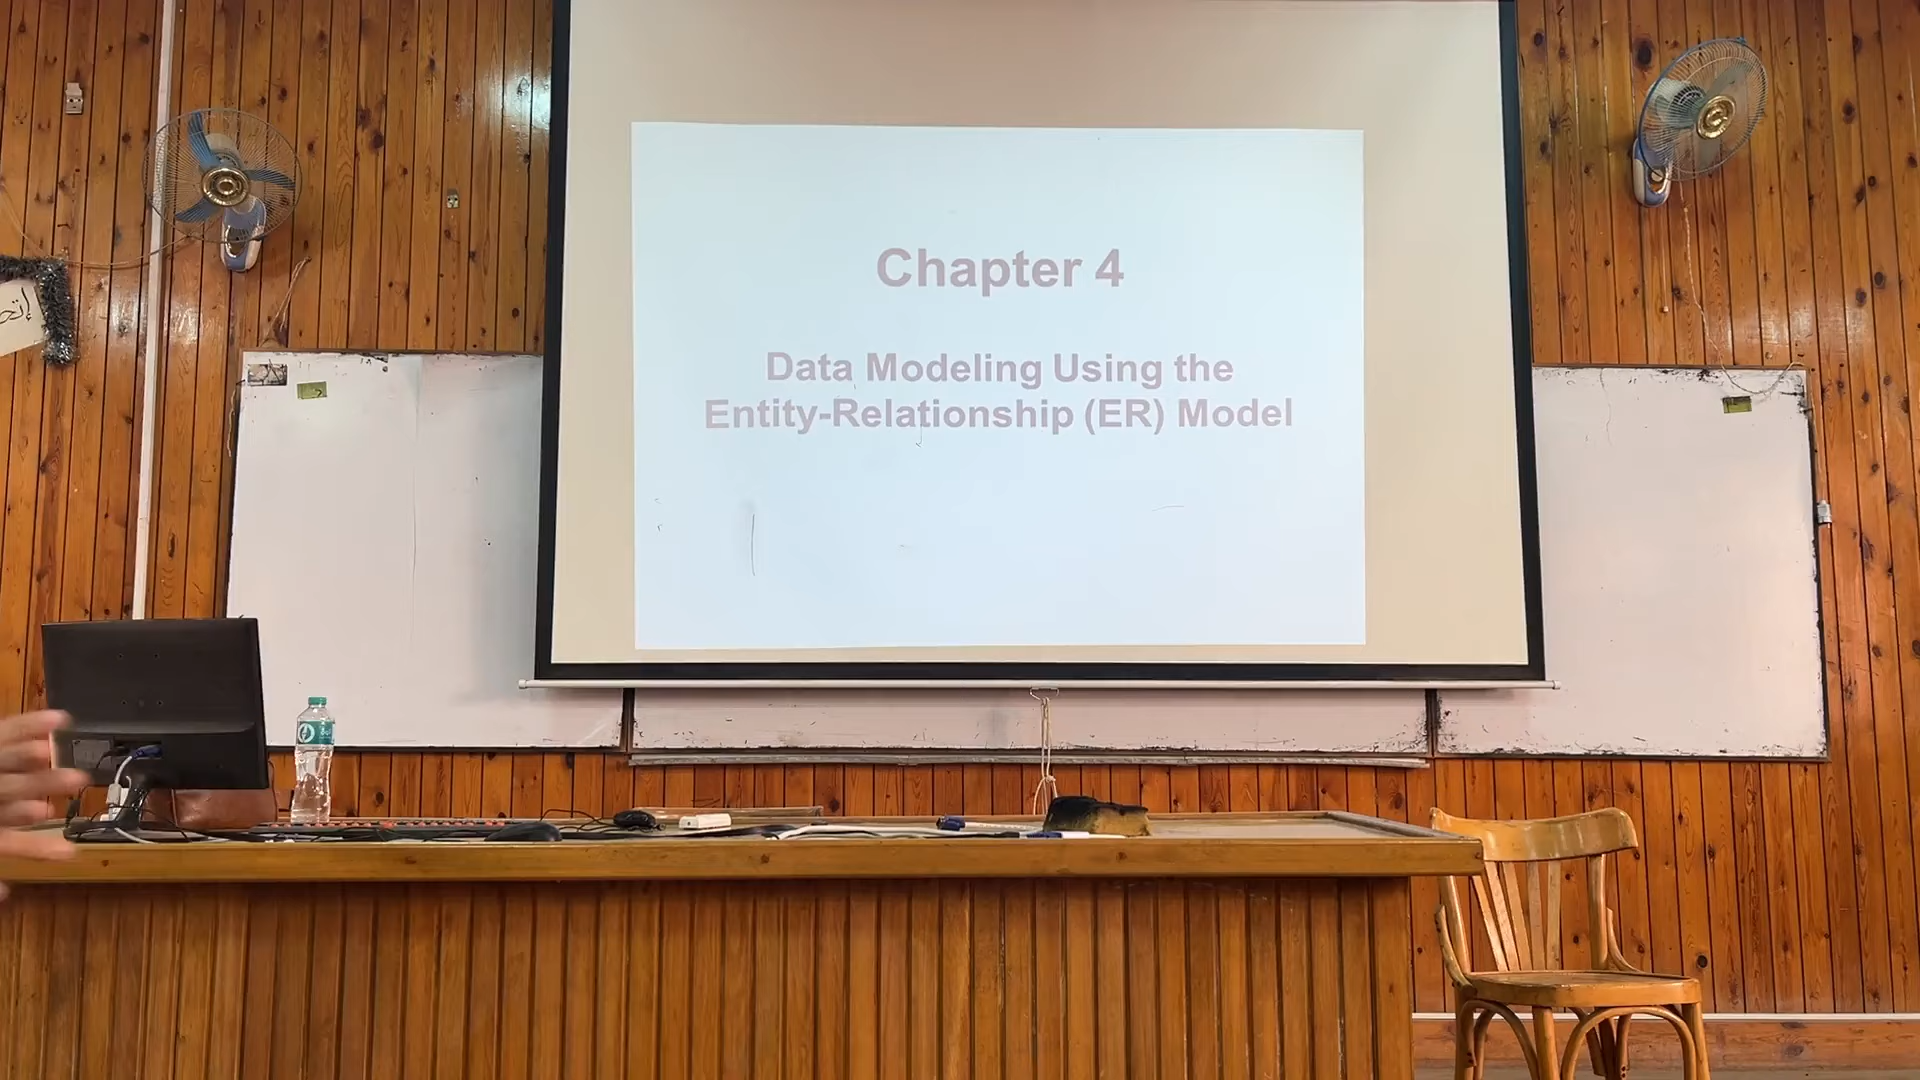 Chapter 4
Data Modeling Using the
Entity-Relationship (ER) Model